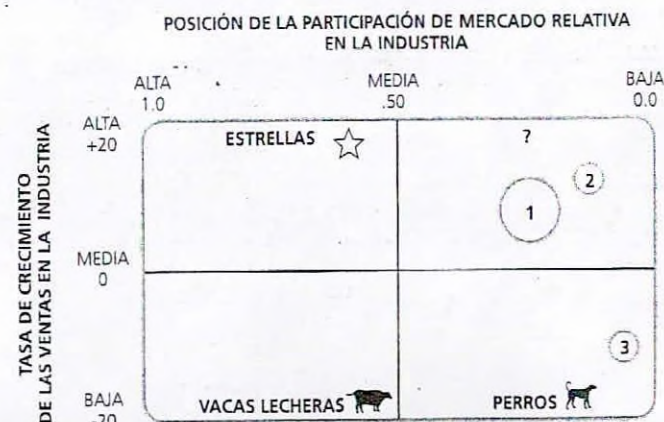 POSICIÓN DE LA PARTICIPACIÓN DE MERCADO RELATIVA
EN LA INDUSTRIA
ALTA MEDIA BAJA
1.0 .50 0.0
TASA DE CRECIMIENTO
DE LAS VENTAS EN LA INDUSTRIA
ALTA
+20
ESTRELLAS ?
2
1
MEDIA
0
3
BAJA
-20
VACAS LECHERAS PERROS